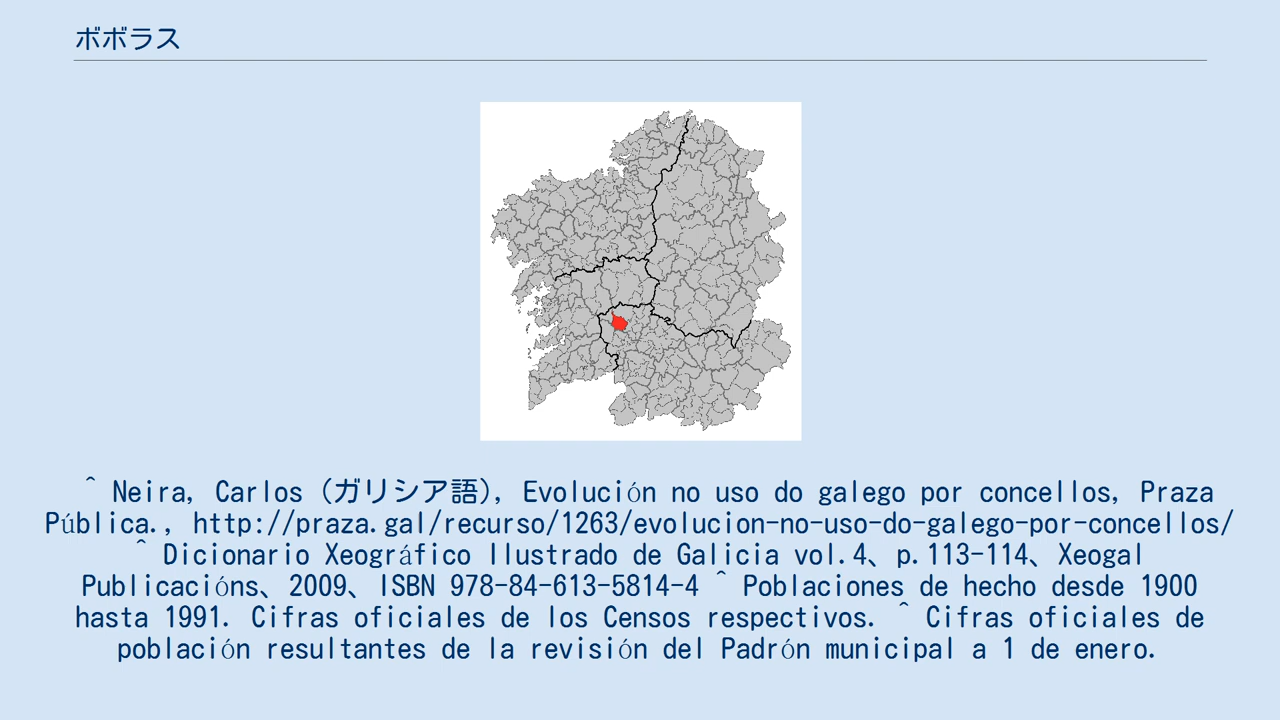 ボボラス
^ Neira, Carlos (ガリシア語), Evolución no uso do galego por concellos, Praza
Pública., http://praza.gal/recurso/1263/evolucion-no-uso-do-galego-por-concellos/
^ Dicionario Xeográfico Ilustrado de Galicia vol.4、p.113-114、Xeogal
Publicacións、2009、ISBN 978-84-613-5814-4 ^ Poblaciones de hecho desde 1900
hasta 1991. Cifras oficiales de los Censos respectivos. ^ Cifras oficiales de
población resultantes de la revisión del Padrón municipal a 1 de enero.